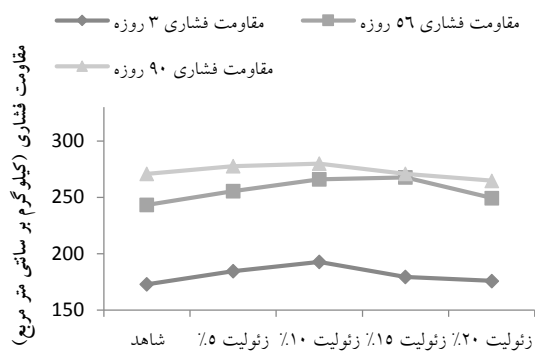 مقاومت فشاری ۳ روزه
مقاومت فشاری ۵۶ روزه
مقاومت فشاری ۹۰ روزه
مقاومت فشاری (کیلوگرم بر سانتی متر مربع)
300
250
200
150
شاهد
زئولیت ۵٪
زئولیت ۱۰٪
زئولیت ۱۵٪
زئولیت ۲۰٪